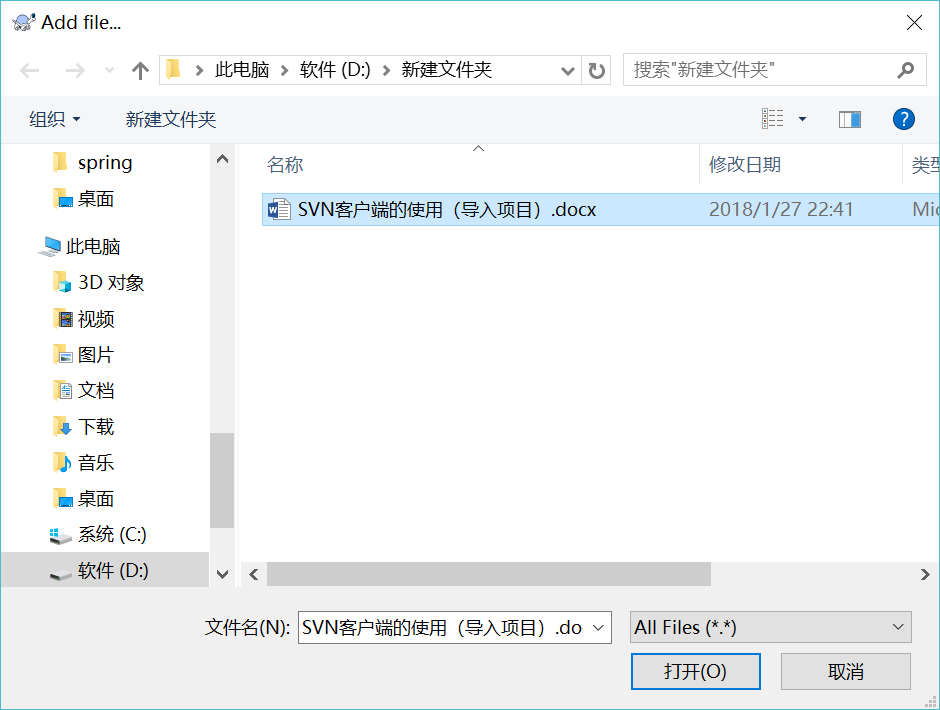 Add file...
此电脑 软件 (D:) 新建文件夹 搜索"新建文件夹"
组织 新建文件夹 ?
名称 修改日期 类型
SVN客户端的使用（导入项目）.docx 2018/1/27 22:41 Mic
spring
桌面
此电脑
3D 对象
视频
图片
文档
下载
音乐
桌面
系统 (C:)
软件 (D:)
文件名(N): SVN客户端的使用（导入项目）.do All Files (*.*)
打开(O) 取消